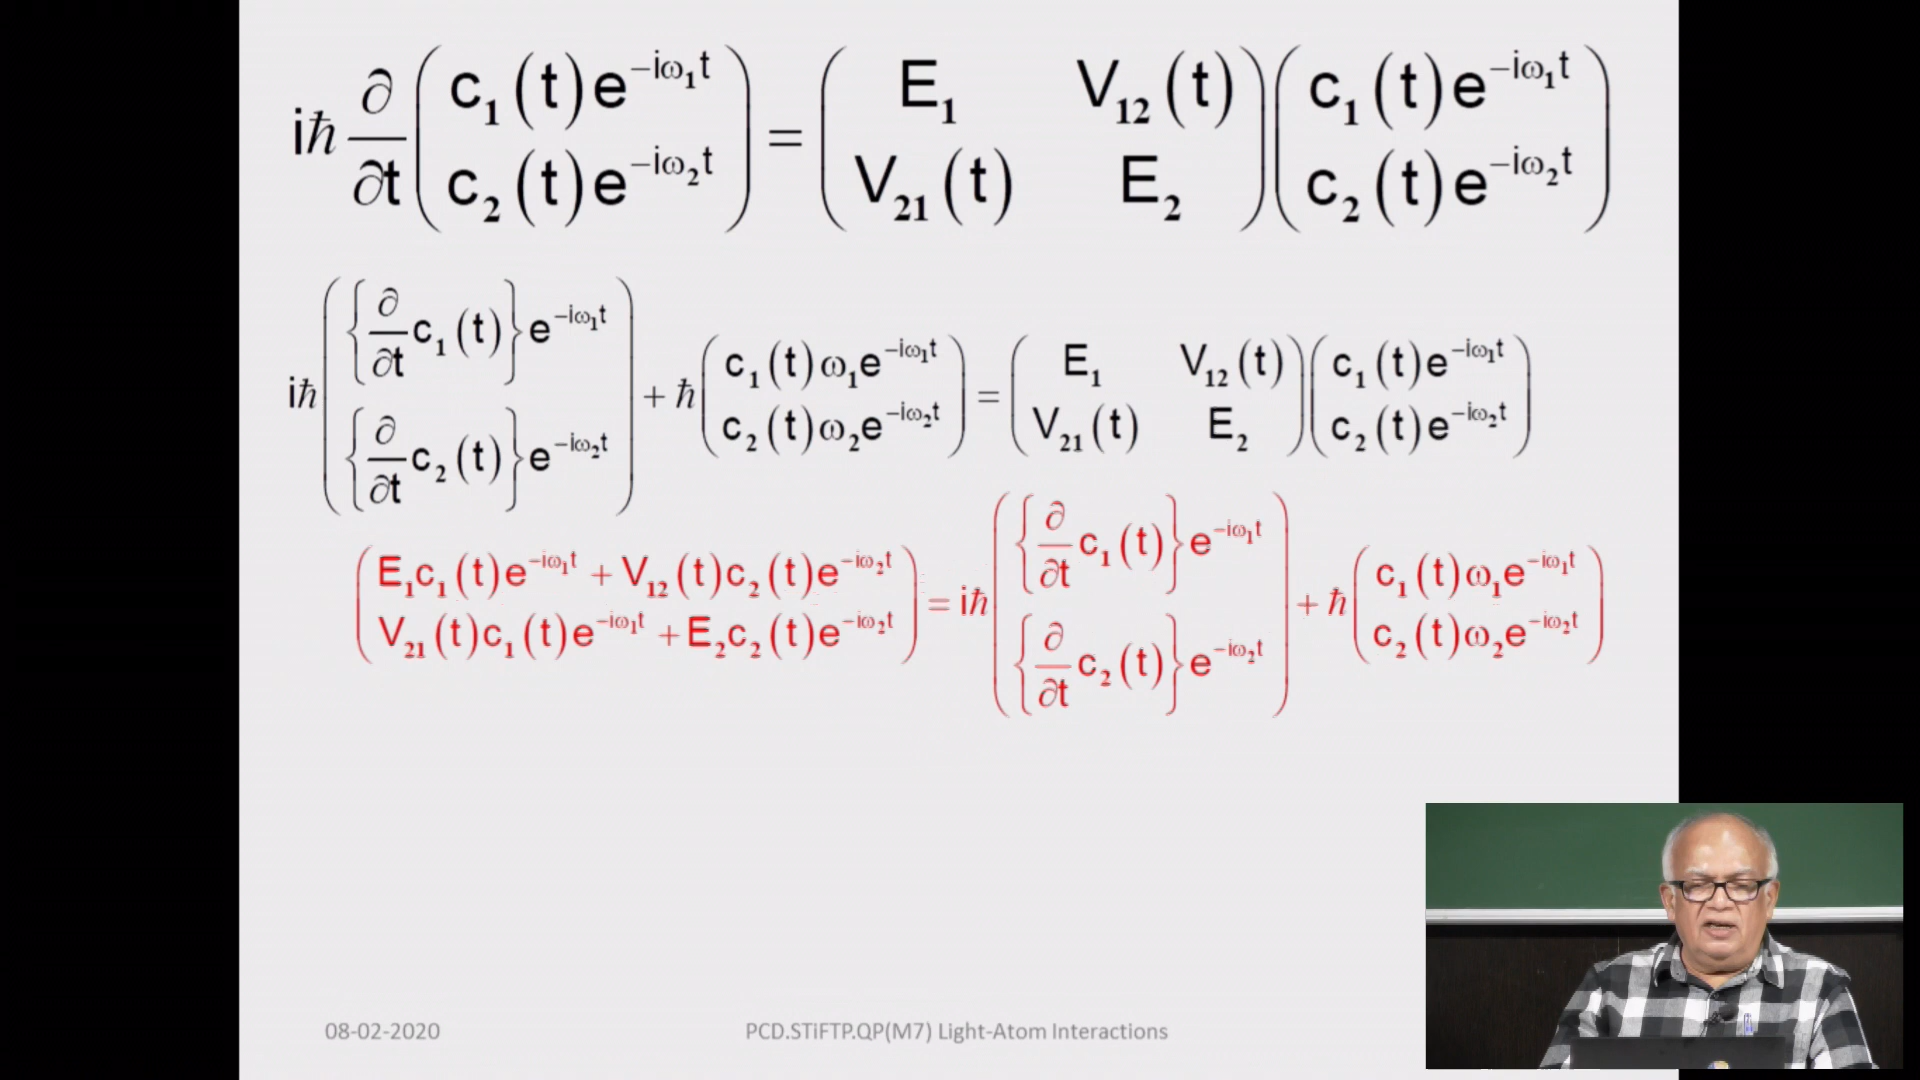 iħ ∂/∂t ( c₁(t)e^{−iω₁t} ; c₂(t)e^{−iω₂t} ) = ( E₁ V₁₂(t) ; V₂₁(t) E₂ ) ( c₁(t)e^{−iω₁t} ; c₂(t)e^{−iω₂t} )
iħ ( {∂/∂t c₁(t)} e^{−iω₁t} ; {∂/∂t c₂(t)} e^{−iω₂t} ) + ħ ( c₁(t)ω₁e^{−iω₁t} ; c₂(t)ω₂e^{−iω₂t} ) = ( E₁ V₁₂(t) ; V₂₁(t) E₂ ) ( c₁(t)e^{−iω₁t} ; c₂(t)e^{−iω₂t} )
( E₁c₁(t)e^{−iω₁t} + V₁₂(t)c₂(t)e^{−iω₂t} ; V₂₁(t)c₁(t)e^{−iω₁t} + E₂c₂(t)e^{−iω₂t} ) = iħ ( {∂/∂t c₁(t)} e^{−iω₁t} ; {∂/∂t c₂(t)} e^{−iω₂t} ) + ħ ( c₁(t)ω₁e^{−iω₁t} ; c₂(t)ω₂e^{−iω₂t} )
08-02-2020 PCD.STiFTP.QP(M7) Light-Atom Interactions